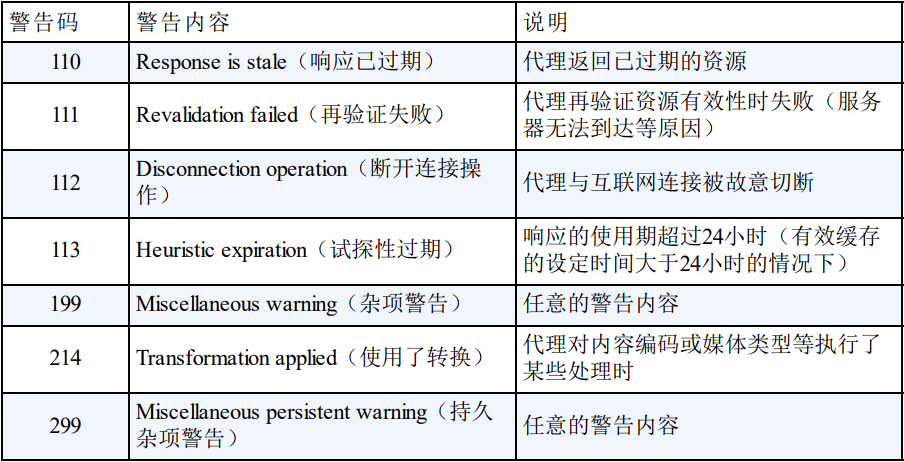 警告码 警告内容 说明
110 Response is stale（响应已过期） 代理返回已过期的资源
111 Revalidation failed（再验证失败） 代理再验证资源有效性时失败（服务
器无法到达等原因）
112 Disconnection operation（断开连接操
作） 代理与互联网连接被故意切断
113 Heuristic expiration（试探性过期） 响应的使用期超过24小时（有效缓存
的设定时间大于24小时的情况下）
199 Miscellaneous warning（杂项警告） 任意的警告内容
214 Transformation applied（使用了转换） 代理对内容编码或媒体类型等执行了
某些处理时
299 Miscellaneous persistent warning（持久
杂项警告） 任意的警告内容